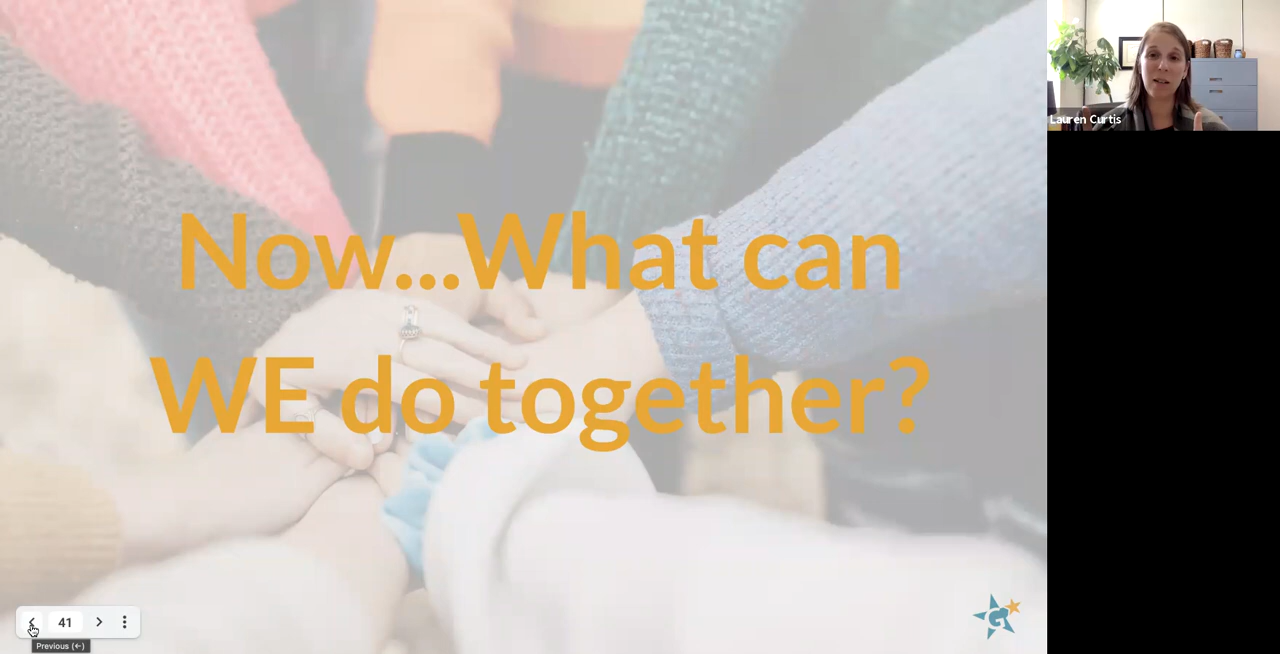 Now...What can
WE do together?
Lauren Curtis
41
Previous (←)